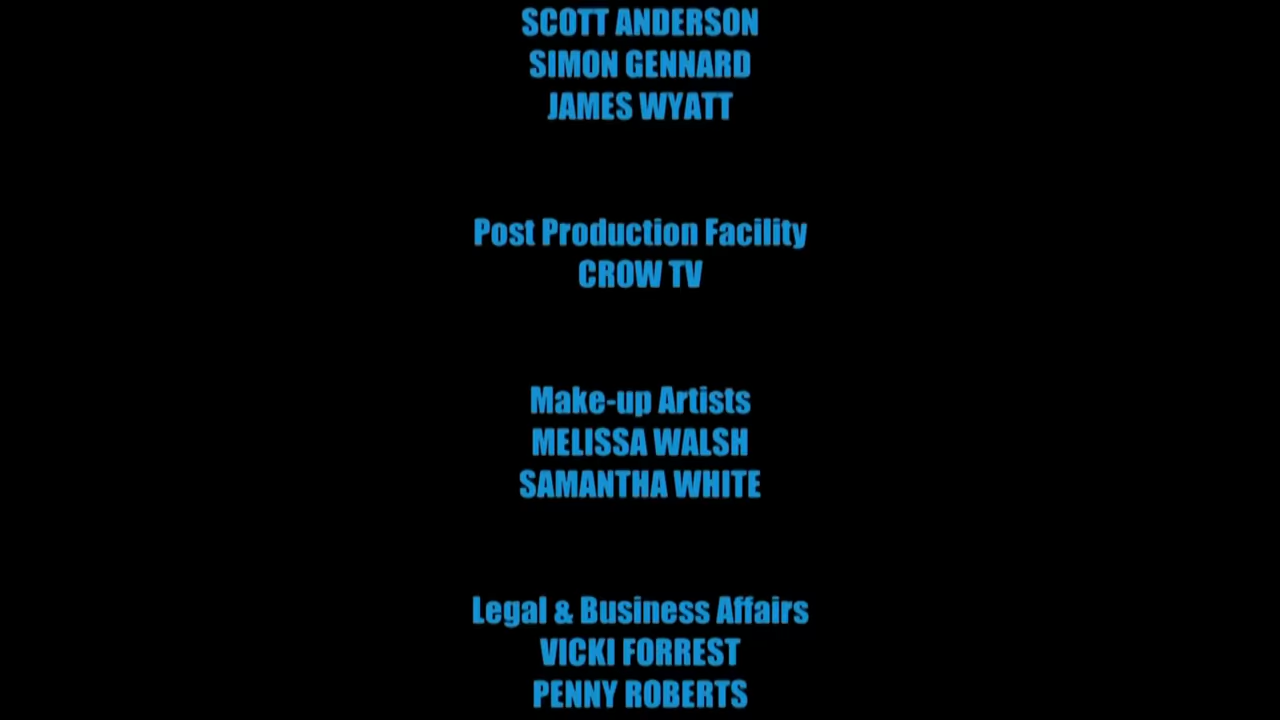 SCOTT ANDERSON
SIMON GENNARD
JAMES WYATT
Post Production Facility
CROW TV
Make-up Artists
MELISSA WALSH
SAMANTHA WHITE
Legal & Business Affairs
VICKI FORREST
PENNY ROBERTS